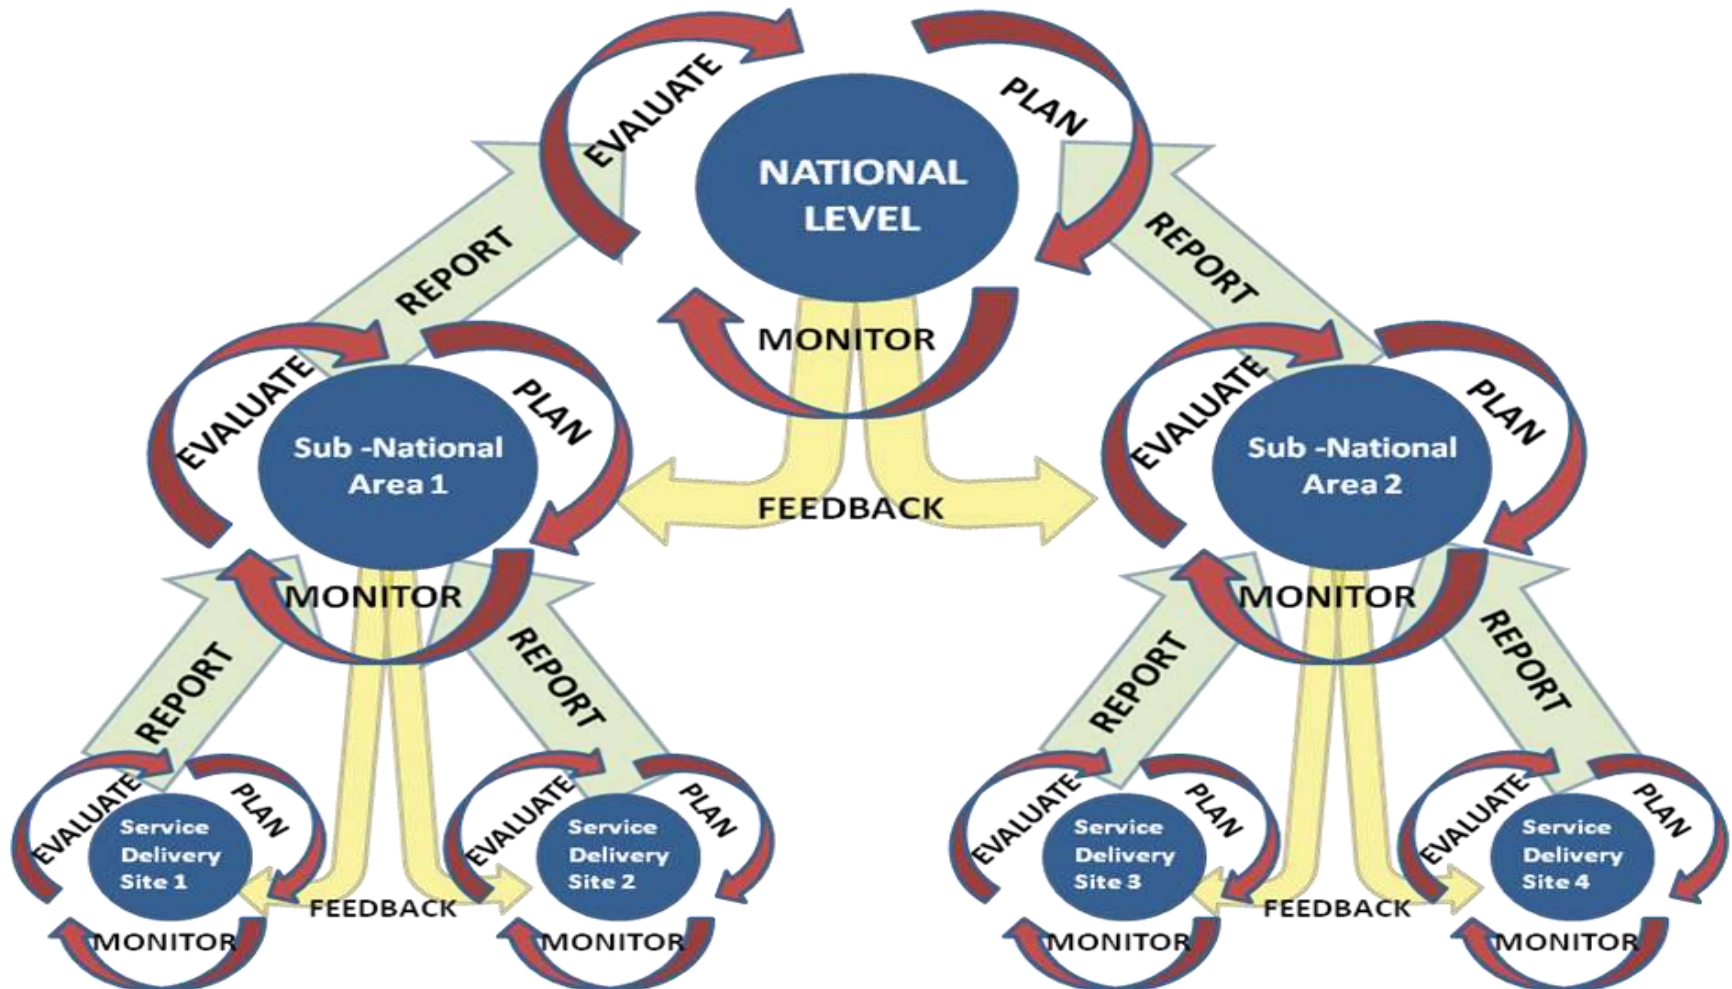 EVALUATE
PLAN
NATIONAL
LEVEL
REPORT
REPORT
MONITOR
EVALUATE
PLAN
Sub -National
Area 1
EVALUATE
PLAN
Sub -National
Area 2
FEEDBACK
MONITOR
MONITOR
REPORT
REPORT
REPORT
REPORT
EVALUATE
PLAN
Service
Delivery
Site 1
EVALUATE
PLAN
Service
Delivery
Site 2
EVALUATE
PLAN
Service
Delivery
Site 3
EVALUATE
PLAN
Service
Delivery
Site 4
FEEDBACK
FEEDBACK
MONITOR
MONITOR
MONITOR
MONITOR